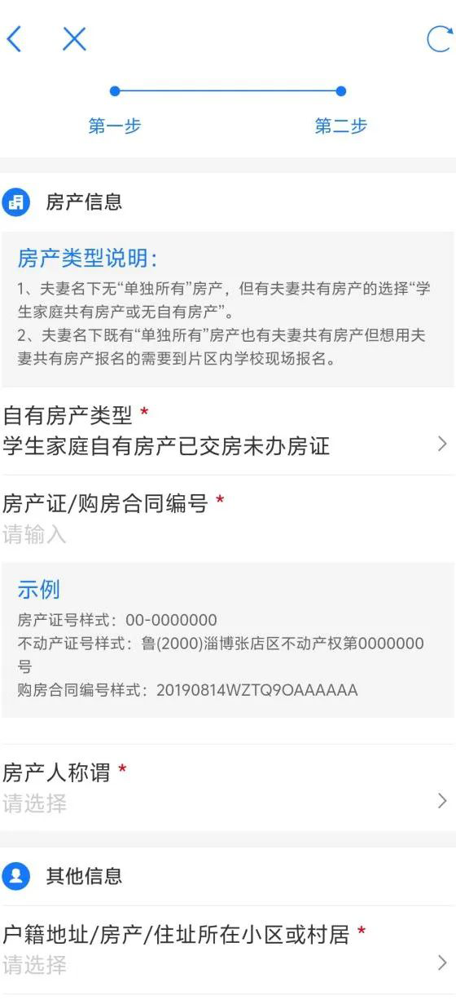 第一步
第二步
房产信息
房产类型说明：
1、夫妻名下无“单独所有”房产，但有夫妻共有房产的选择“学
生家庭共有房产或无自有房产”。
2、夫妻名下既有“单独所有”房产也有夫妻共有房产但想用夫
妻共有房产报名的需要到片区内学校现场报名。
自有房产类型 *
学生家庭自有房产已交房未办房证
房产证/购房合同编号 *
请输入
示例
房产证号样式：00-0000000
不动产证号样式：鲁(2000)淄博张店区不动产权第0000000
号
购房合同编号样式：20190814WZTQ9OAAAAAA
房产人称谓 *
请选择
其他信息
户籍地址/房产/住址所在小区或村居 *
请选择